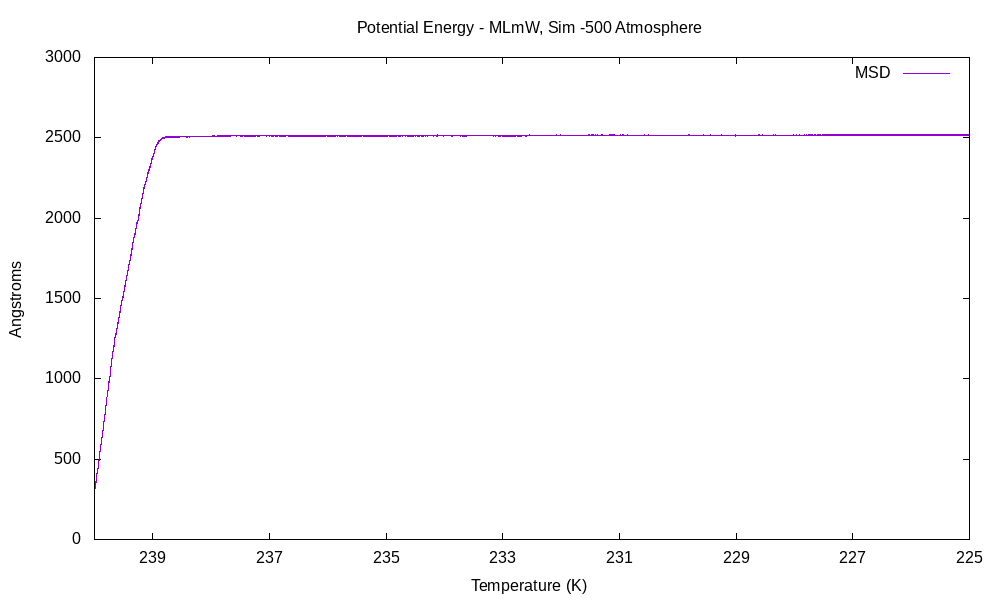 Potential Energy - MLmW, Sim -500 Atmosphere
MSD
3000
2500
2000
1500
1000
500
0
Angstroms
239 237 235 233 231 229 227 225
Temperature (K)